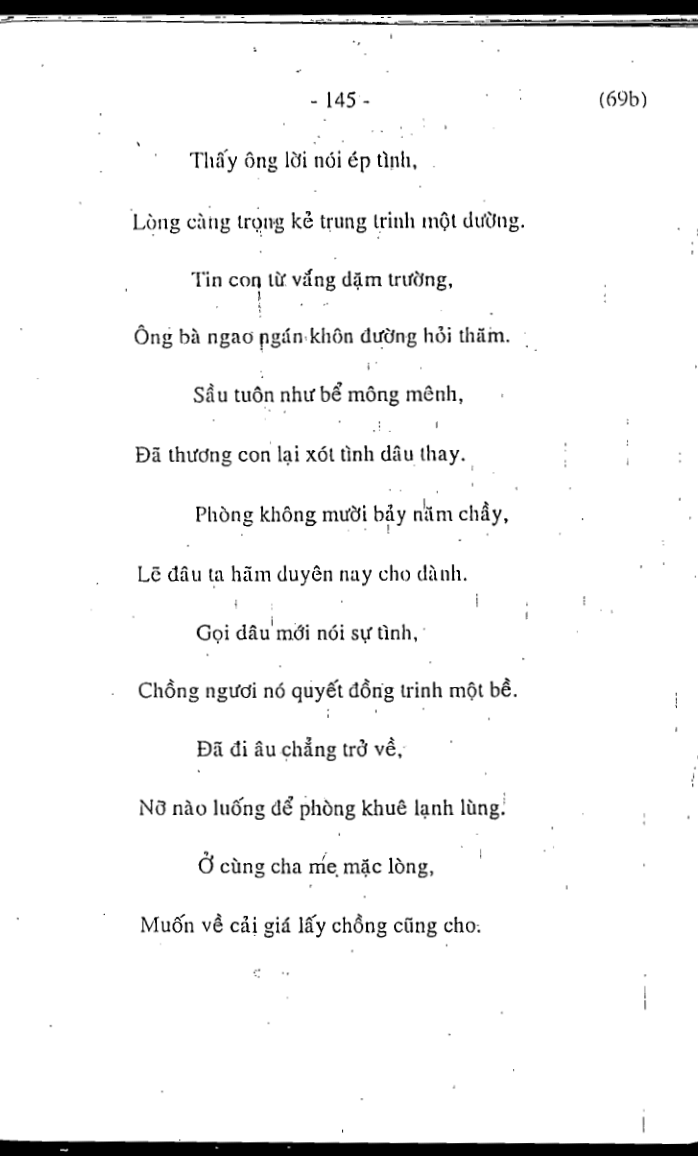 - 145 - (69b)
Thấy ông lời nói ép tình,
Lòng càng trọng kẻ trung trinh một dường.
Tin con từ vắng dặm trường,
Ông bà ngao ngán khôn đường hỏi thăm.
Sầu tuôn như bể mông mênh,
Đã thương con lại xót tình dâu thay.
Phòng không mười bảy năm chầy,
Lẽ đâu ta hãm duyên nay cho dành.
Gọi dâu mới nói sự tình,
Chồng ngươi nó quyết đồng trinh một bề.
Đã đi âu chẳng trở về,
Nỡ nào luống để phòng khuê lạnh lùng.
Ở cùng cha mẹ mặc lòng,
Muốn về cải giá lấy chồng cũng cho.